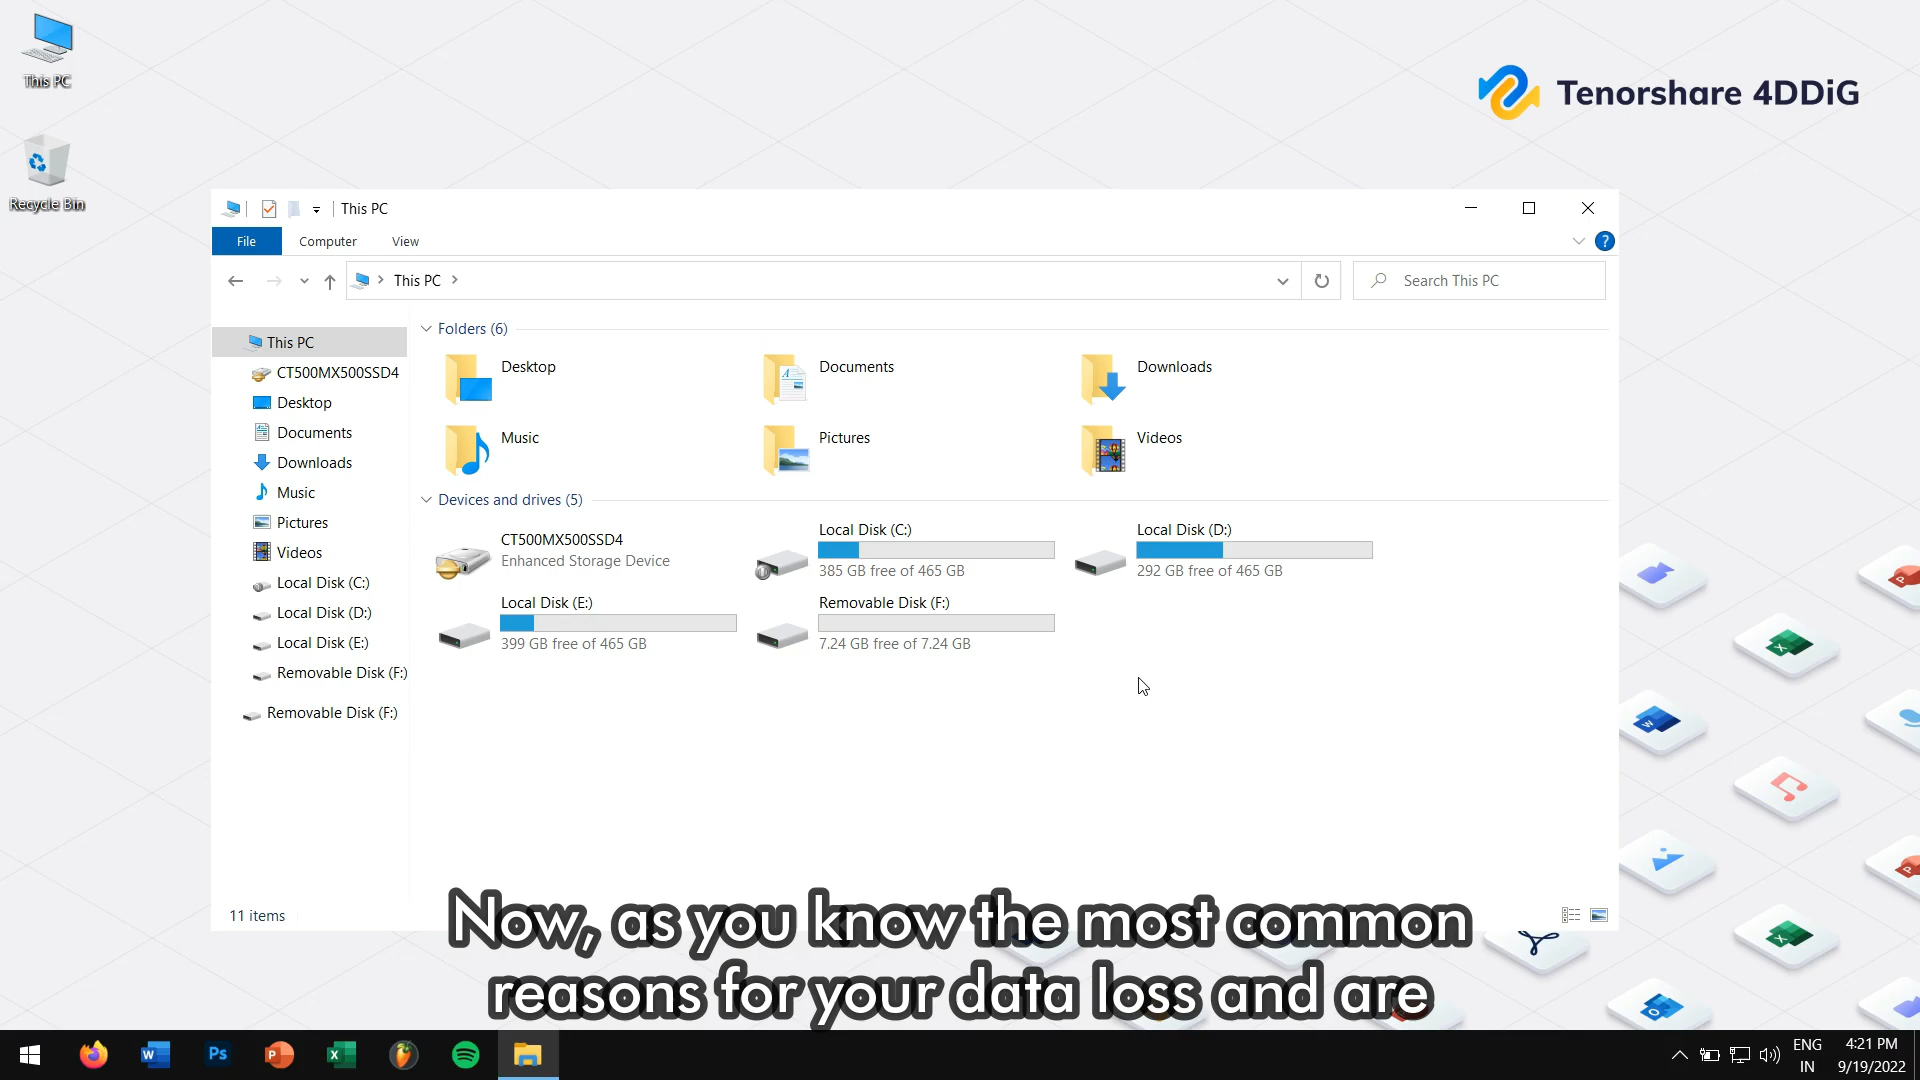 This PC
Tenorshare 4DDiG
Recycle Bin
This PC
File Computer View
This PC
Search This PC
This PC
CT500MX500SSD4
Desktop
Documents
Downloads
Music
Pictures
Videos
Local Disk (C:)
Local Disk (D:)
Local Disk (E:)
Removable Disk (F:)
Removable Disk (F:)
Folders (6)
Desktop
Documents
Downloads
Music
Pictures
Videos
Devices and drives (5)
CT500MX500SSD4
Enhanced Storage Device
Local Disk (C:)
385 GB free of 465 GB
Local Disk (D:)
292 GB free of 465 GB
Local Disk (E:)
399 GB free of 465 GB
Removable Disk (F:)
7.24 GB free of 7.24 GB
11 items
Now, as you know the most common
reasons for your data loss and are
ENG
IN
4:21 PM
9/19/2022